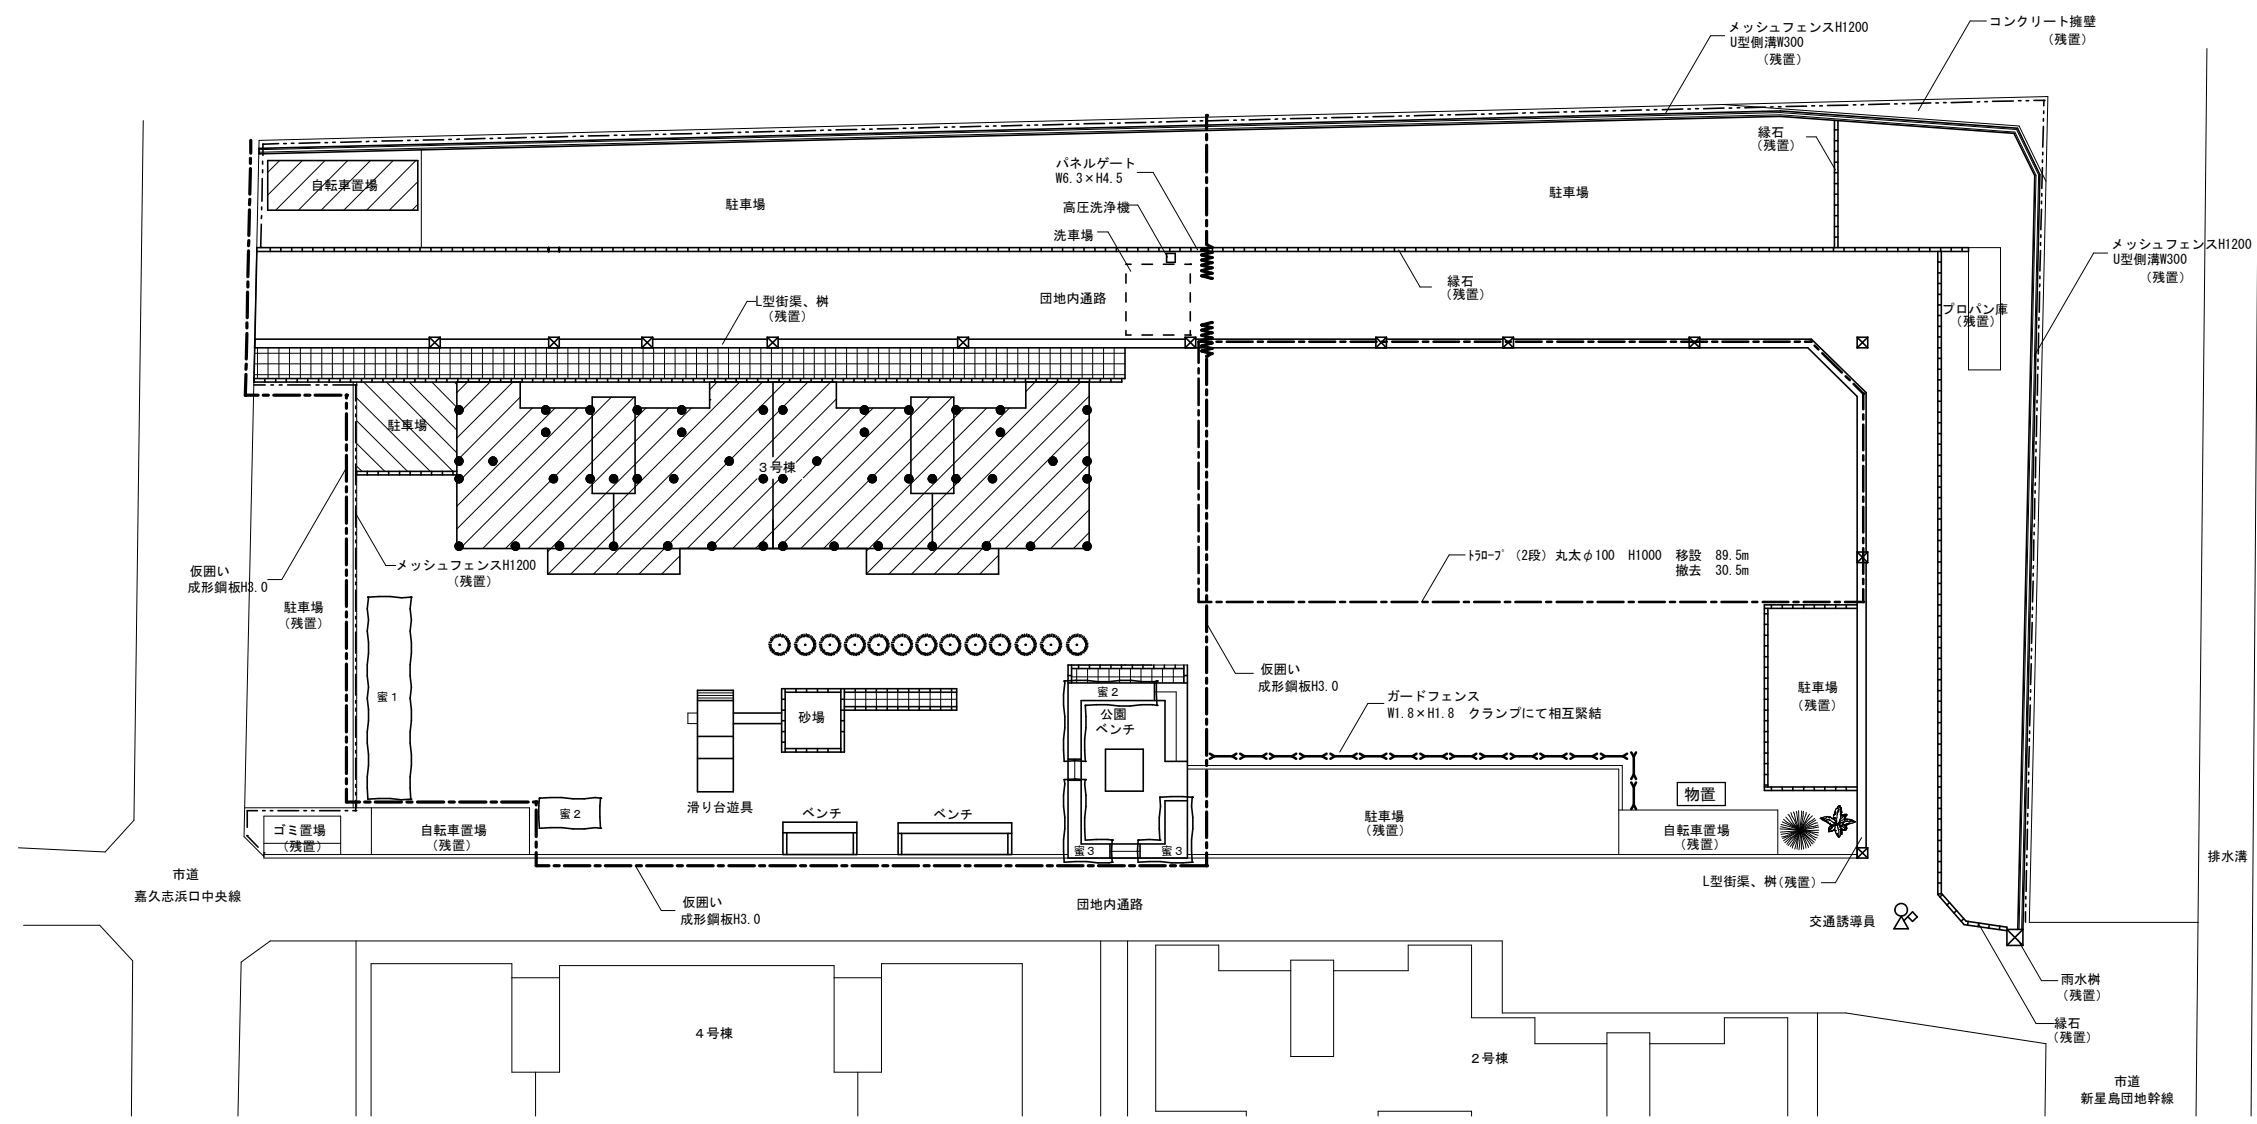 コンクリート擁壁
(残置)
メッシュフェンスH1200
U型側溝W300
(残置)
縁石
(残置)
パネルゲート
W6.3×H4.5
自転車置場
駐車場
駐車場
高圧洗浄機
洗車場
メッシュフェンスH1200
U型側溝W300
(残置)
団地内通路
縁石
(残置)
L型街渠、桝
(残置)
プロパン庫
(残置)
駐車場
3号棟
トラロープ (2段) 丸太φ100 H1000 移設 89.5m
撤去 30.5m
メッシュフェンスH1200
(残置)
仮囲い
成形鋼板H3.0
駐車場
(残置)
仮囲い
成形鋼板H3.0
蜜1
蜜2
公園
ベンチ
ガードフェンス
W1.8×H1.8 クランプにて相互緊結
駐車場
(残置)
砂場
滑り台遊具
物置
蜜2
ベンチ
ベンチ
駐車場
(残置)
ゴミ置場
(残置)
自転車置場
(残置)
自転車置場
(残置)
蜜3
蜜3
排水溝
市道
嘉久志浜口中央線
L型街渠、桝(残置)
仮囲い
成形鋼板H3.0
団地内通路
交通誘導員
雨水桝
(残置)
縁石
(残置)
4号棟
2号棟
市道
新星島団地幹線